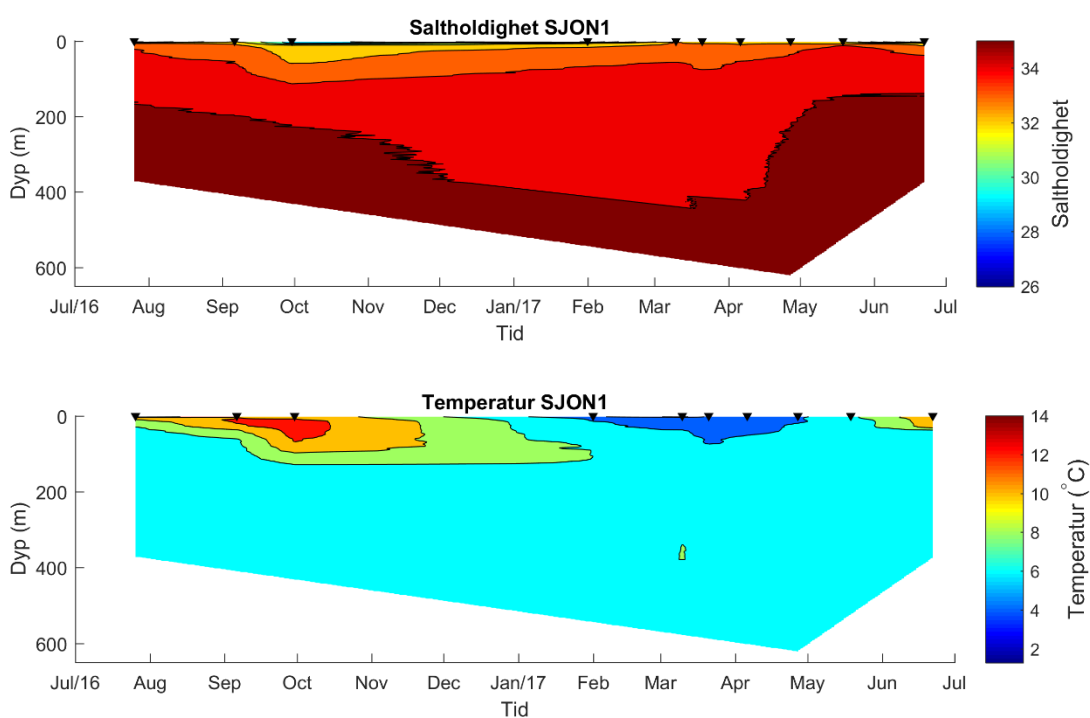 Saltholdighet SJON1
0
200
400
600
Dyp (m)
Jul/16 Aug Sep Oct Nov Dec Jan/17 Feb Mar Apr May Jun Jul
Tid
34
32
30
28
26
Saltholdighet
Temperatur SJON1
0
200
400
600
Dyp (m)
Jul/16 Aug Sep Oct Nov Dec Jan/17 Feb Mar Apr May Jun Jul
Tid
14
12
10
8
6
4
2
Temperatur (°C)